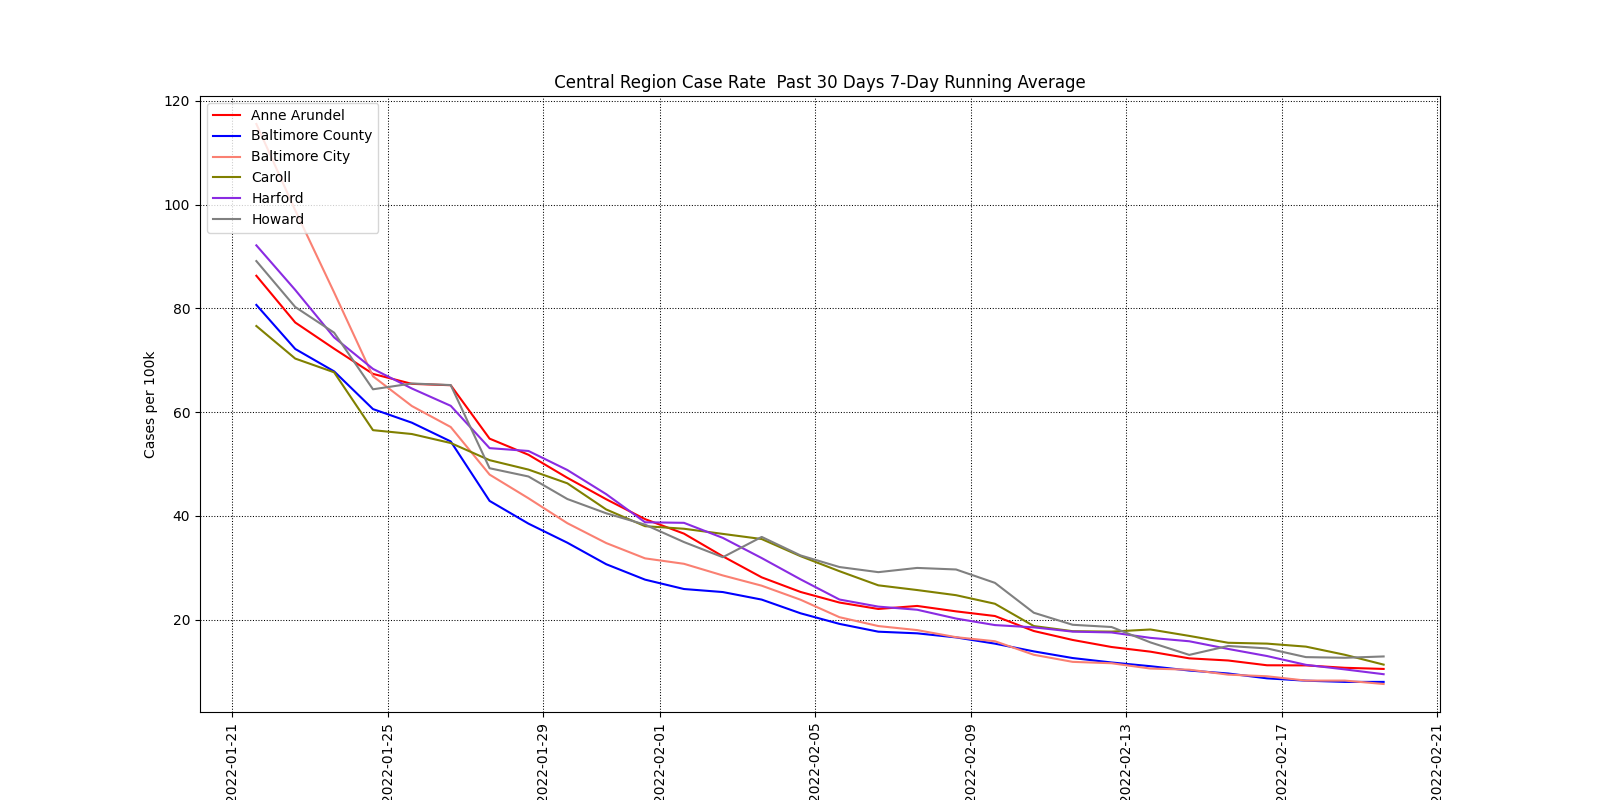 Central Region Case Rate  Past 30 Days 7-Day Running Average
Cases per 100k
120
100
80
60
40
20
Anne Arundel
Baltimore County
Baltimore City
Caroll
Harford
Howard
2022-01-21
2022-01-25
2022-01-29
2022-02-01
2022-02-05
2022-02-09
2022-02-13
2022-02-17
2022-02-21